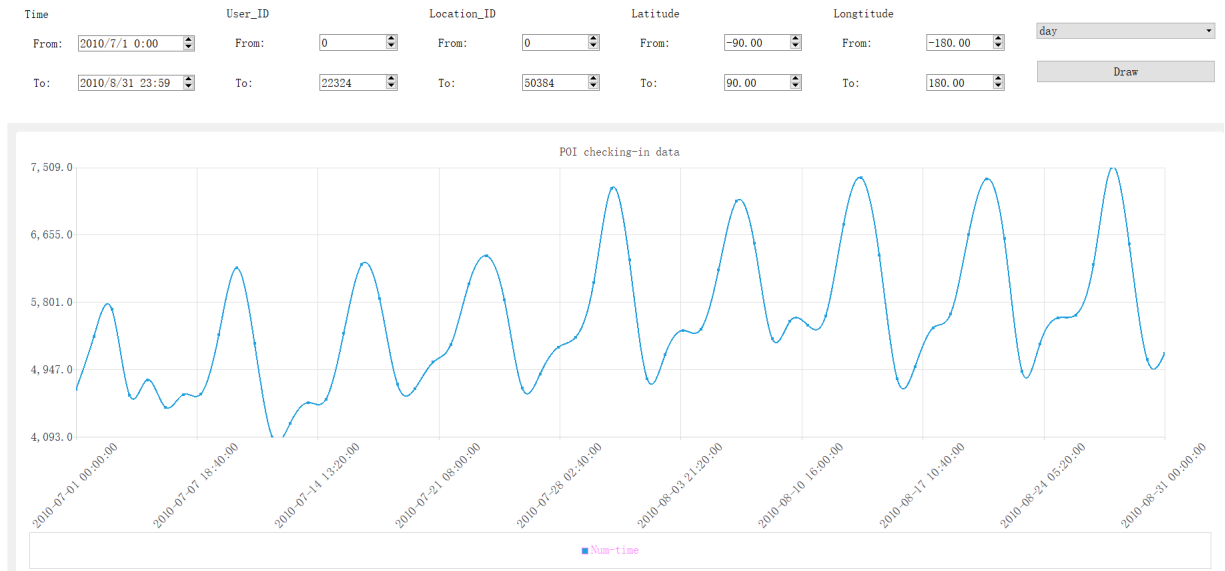 Time User_ID Location_ID Latitude Longtitude
From: 2010/7/1 0:00 From: 0 From: 0 From: -90.00 From: -180.00 day
To: 2010/8/31 23:59 To: 22324 To: 50384 To: 90.00 To: 180.00 Draw
POI checking-in data
7,509.0
6,655.0
5,801.0
4,947.0
4,093.0
2010-07-01 00:00:00 2010-07-07 18:40:00 2010-07-14 13:20:00 2010-07-21 08:00:00 2010-07-28 02:40:00 2010-08-03 21:20:00 2010-08-10 16:00:00 2010-08-17 10:40:00 2010-08-24 05:20:00 2010-08-31 00:00:00
Num-time